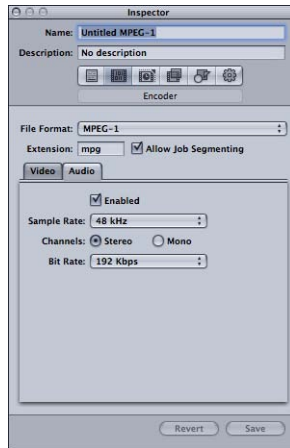 Inspector
Name: Untitled MPEG-1
Description: No description
Encoder
File Format: MPEG-1
Extension: mpg Allow Job Segmenting
Video Audio
Enabled
Sample Rate: 48 kHz
Channels: Stereo Mono
Bit Rate: 192 Kbps
Revert Save